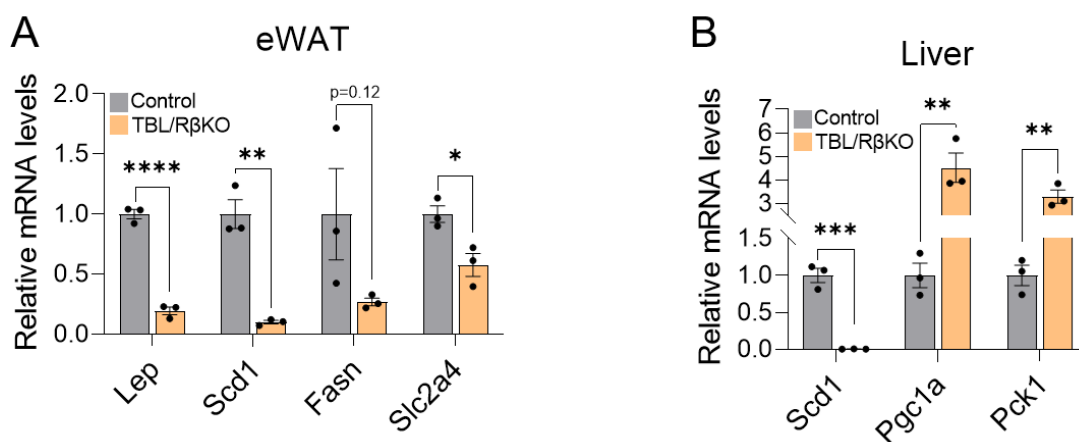 A
eWAT
Relative mRNA levels
2.0
1.5
1.0
0.5
0.0
Control
TBL/RβKO
****
**
p=0.12
*
Lep
Scd1
Fasn
Slc2a4
B
Liver
Relative mRNA levels
7
6
5
4
3
1.5
1.0
0.5
0.0
Control
TBL/RβKO
***
**
**
Scd1
Pgc1a
Pck1